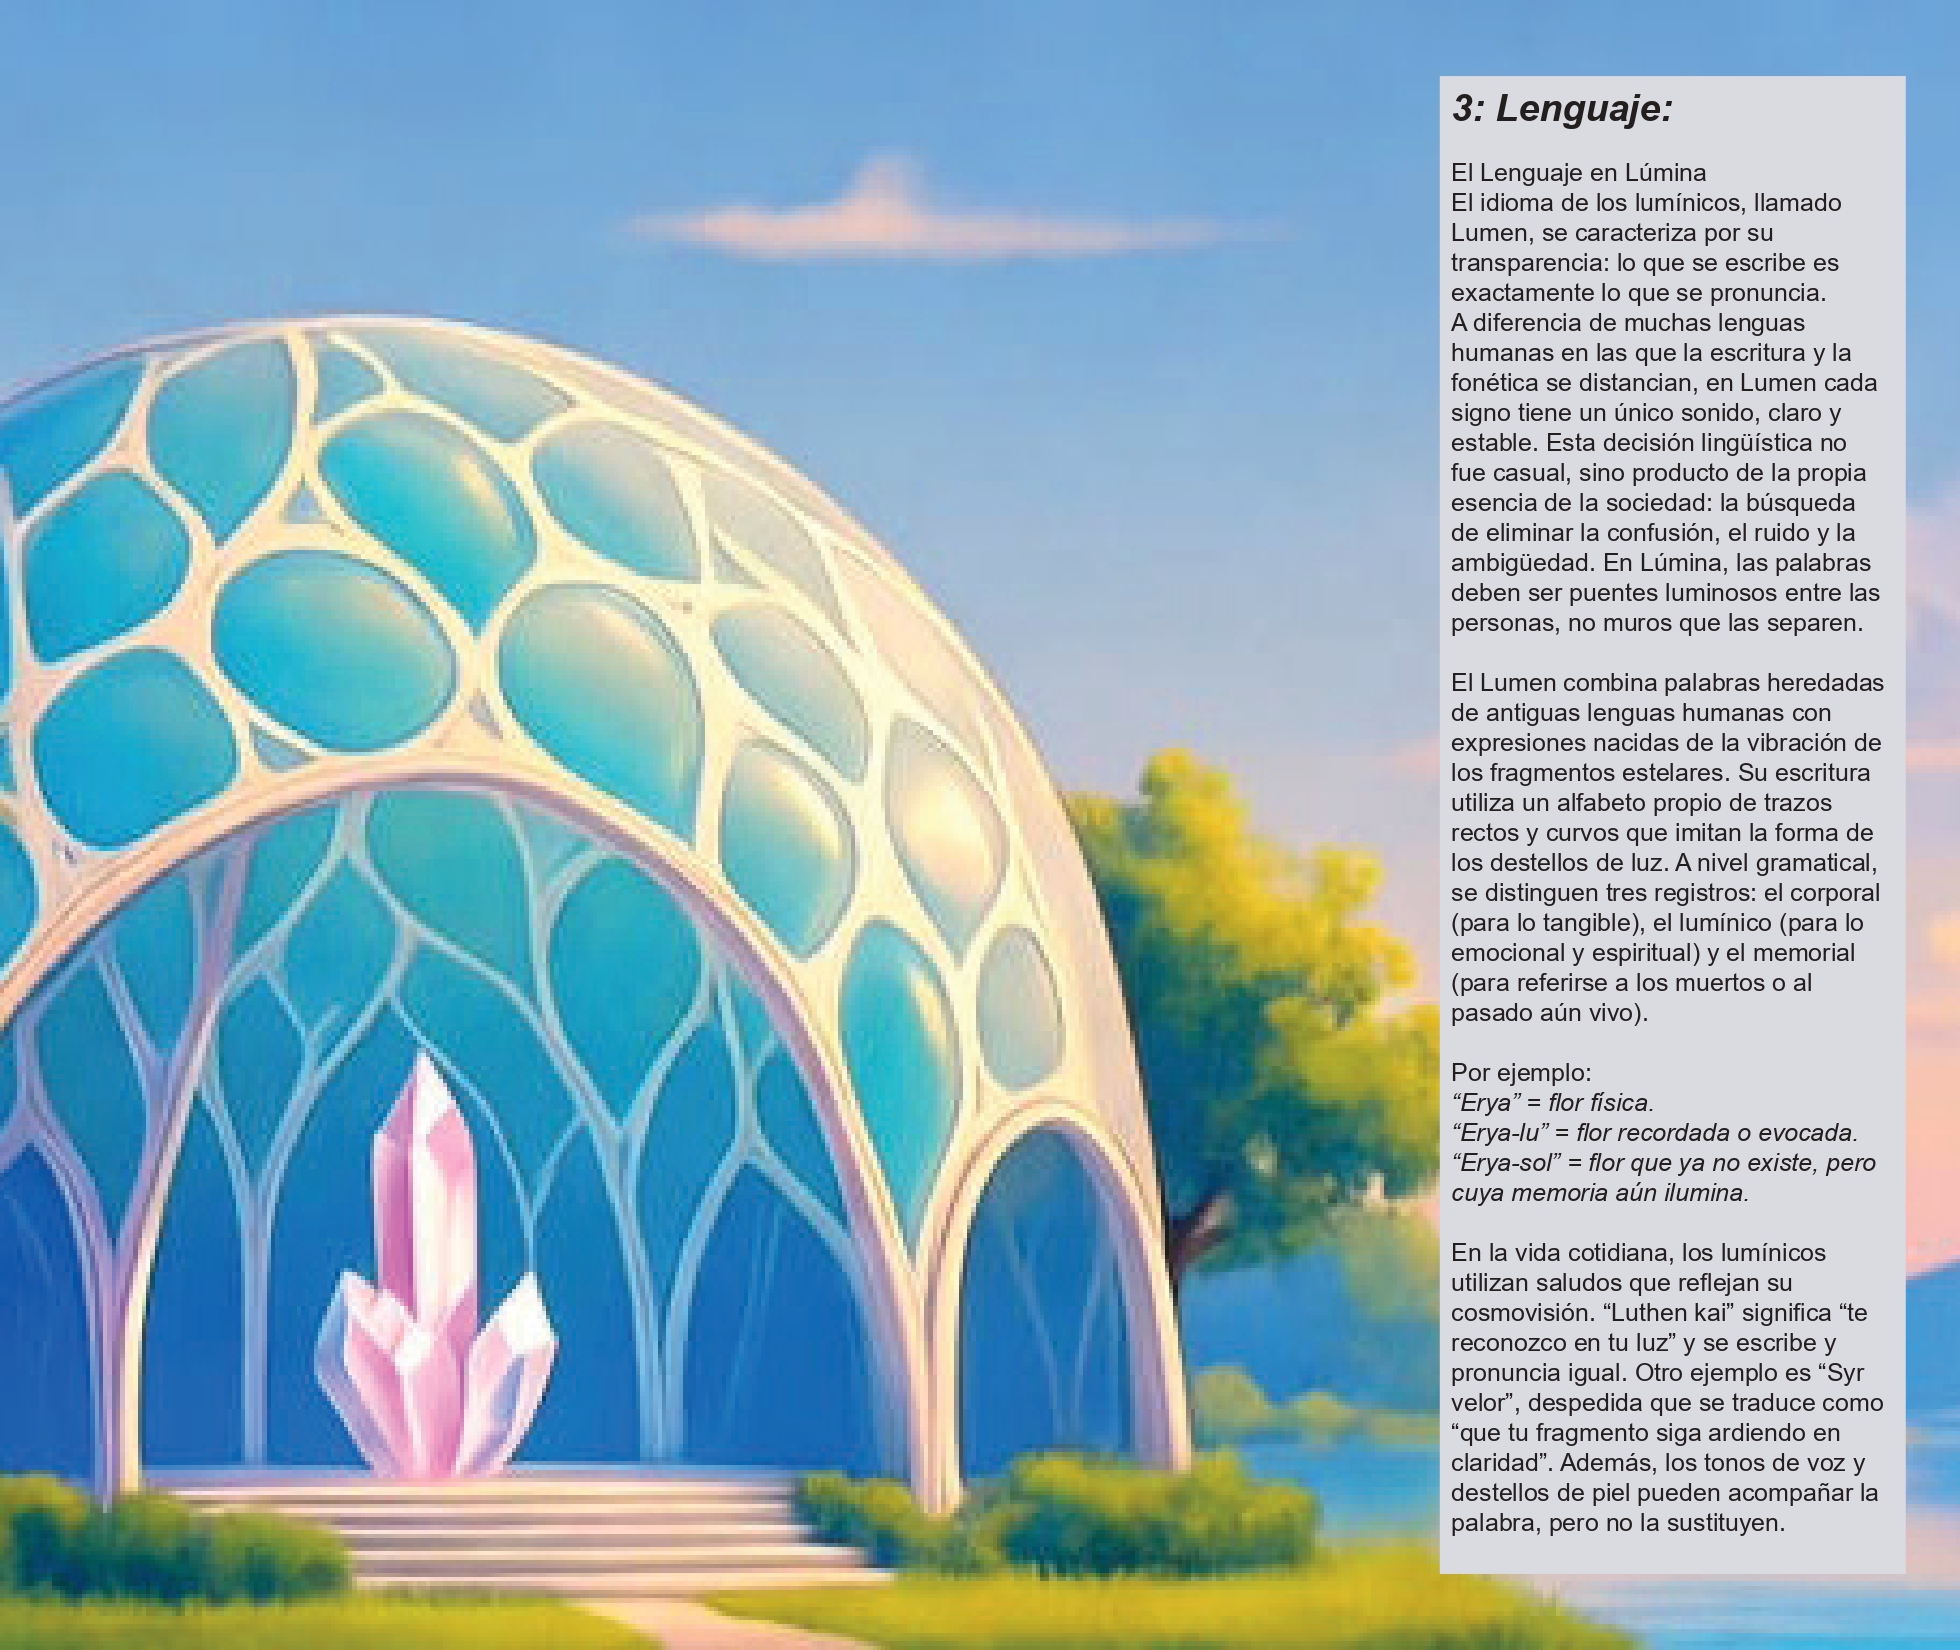 3: Lenguaje:
El Lenguaje en Lúmina
El idioma de los lumínicos, llamado
Lumen, se caracteriza por su
transparencia: lo que se escribe es
exactamente lo que se pronuncia.
A diferencia de muchas lenguas
humanas en las que la escritura y la
fonética se distancian, en Lumen cada
signo tiene un único sonido, claro y
estable. Esta decisión lingüística no
fue casual, sino producto de la propia
esencia de la sociedad: la búsqueda
de eliminar la confusión, el ruido y la
ambigüedad. En Lúmina, las palabras
deben ser puentes luminosos entre las
personas, no muros que las separen.
El Lumen combina palabras heredadas
de antiguas lenguas humanas con
expresiones nacidas de la vibración de
los fragmentos estelares. Su escritura
utiliza un alfabeto propio de trazos
rectos y curvos que imitan la forma de
los destellos de luz. A nivel gramatical,
se distinguen tres registros: el corporal
(para lo tangible), el lumínico (para lo
emocional y espiritual) y el memorial
(para referirse a los muertos o al
pasado aún vivo).
Por ejemplo:
“Erya” = flor física.
“Erya-lu” = flor recordada o evocada.
“Erya-sol” = flor que ya no existe, pero
cuya memoria aún ilumina.
En la vida cotidiana, los lumínicos
utilizan saludos que reflejan su
cosmovisión. “Luthen kai” significa “te
reconozco en tu luz” y se escribe y
pronuncia igual. Otro ejemplo es “Syr
velor”, despedida que se traduce como
“que tu fragmento siga ardiendo en
claridad”. Además, los tonos de voz y
destellos de piel pueden acompañar la
palabra, pero no la sustituyen.